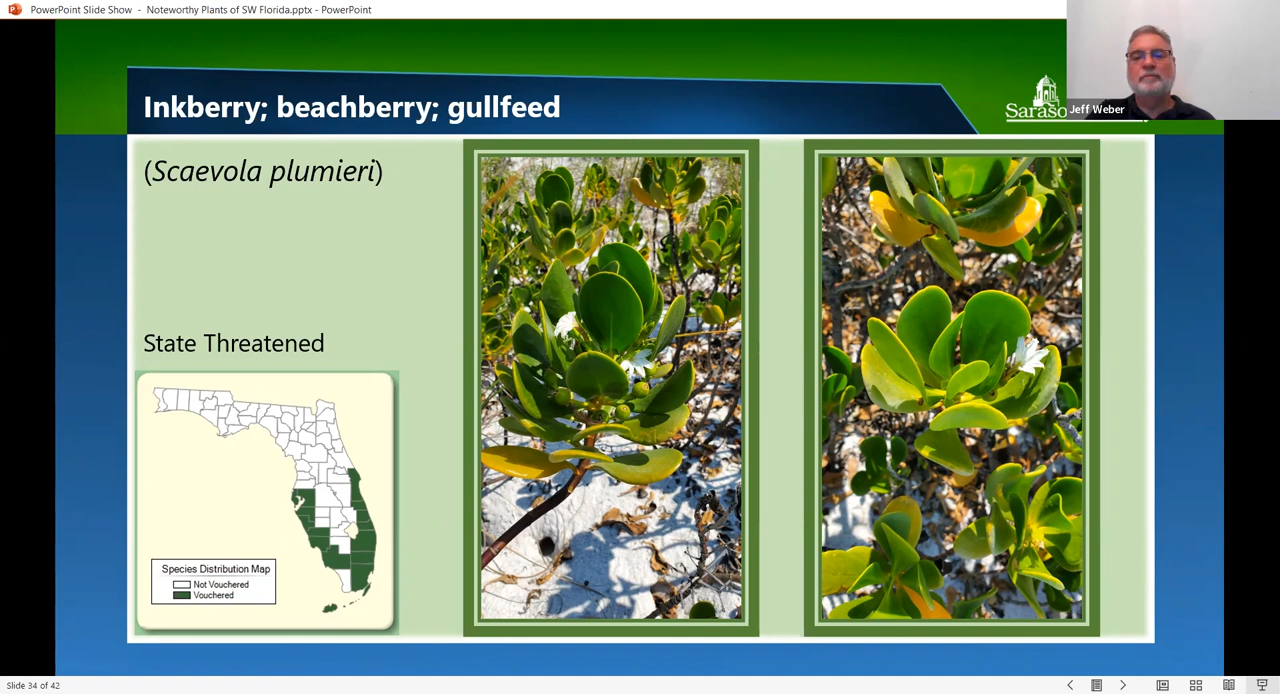 PowerPoint Slide Show - Noteworthy Plants of SW Florida.pptx - PowerPoint
Inkberry; beachberry; gullfeed
Jeff Weber
(Scaevola plumieri)
State Threatened
Species Distribution Map
Not Vouchered
Vouchered
Slide 34 of 42